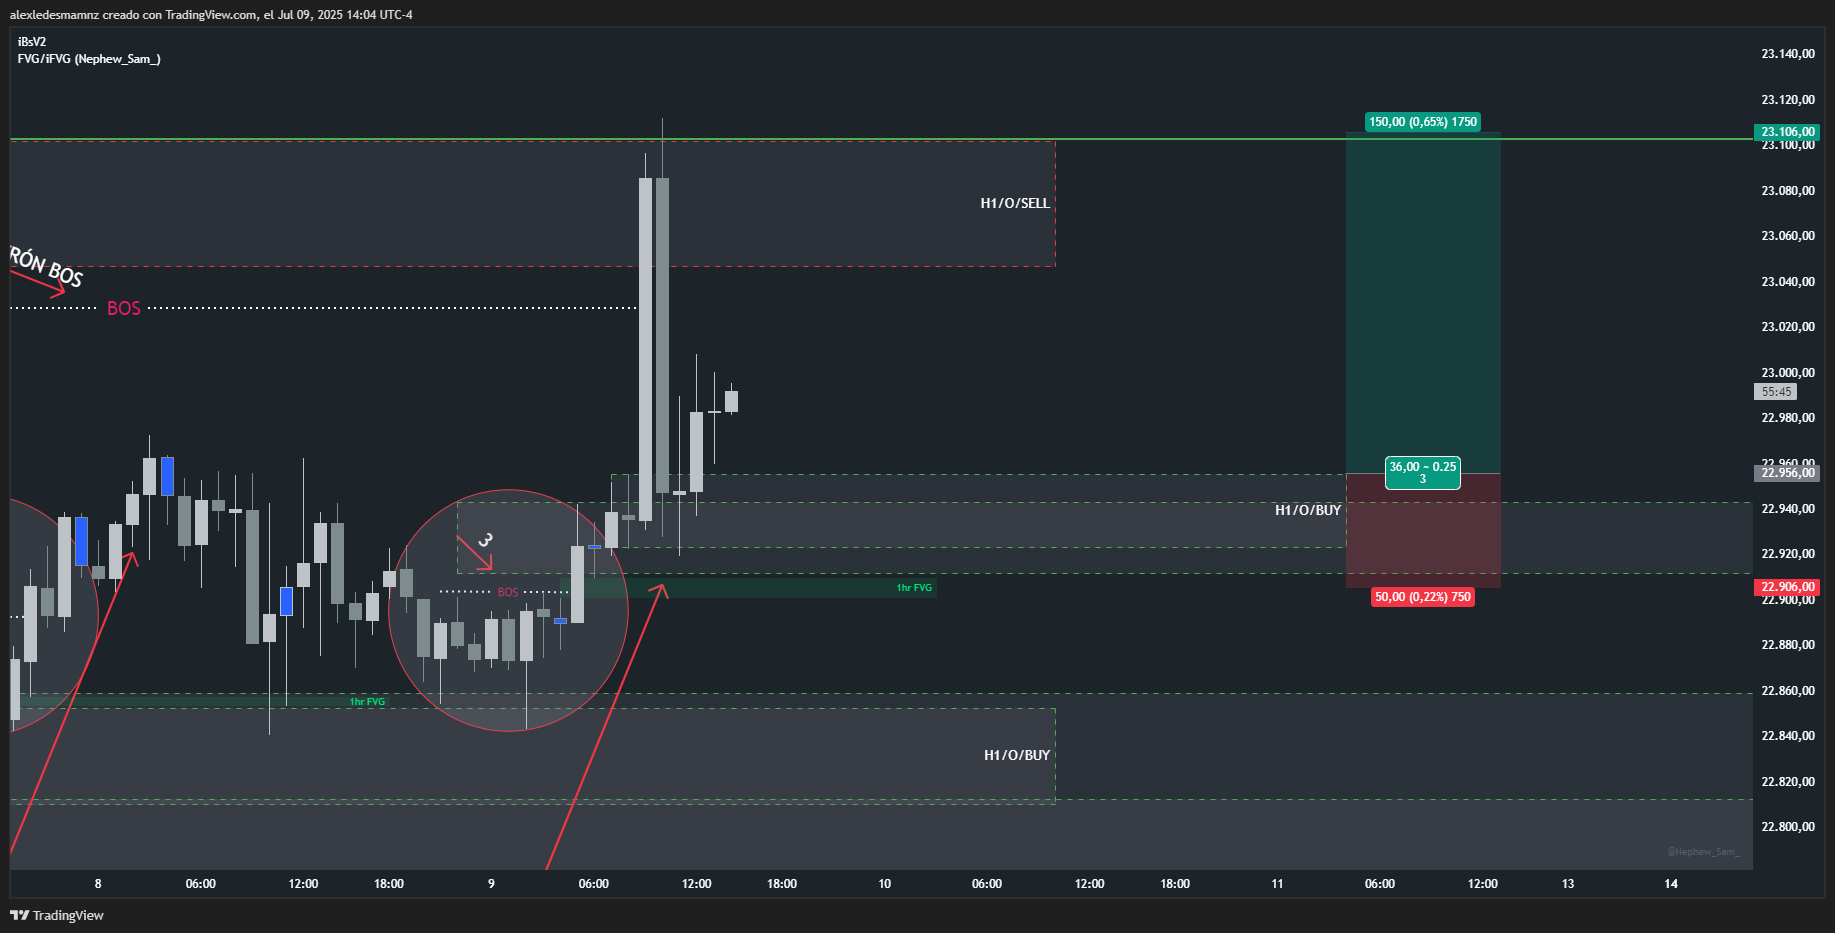 alexledesmamnz creado con TradingView.com, el Jul 09, 2025 14:04 UTC-4
iBsV2
FVG/iFVG (Nephew_Sam_)
23.140,00
23.120,00
150,00 (0,65%) 1750
23.106,00
23.100,00
23.080,00
H1/O/SELL
23.060,00
RÓN BOS
23.040,00
BOS
23.020,00
23.000,00
55:45
22.980,00
22.960,00
36,00 ~ 0.25
3
22.956,00
H1/O/BUY
22.940,00
3
22.920,00
1hr FVG
22.906,00
BOS
50,00 (0,22%) 750
22.900,00
22.880,00
22.860,00
1hr FVG
22.840,00
H1/O/BUY
22.820,00
22.800,00
@Nephew_Sam_
8 06:00 12:00 18:00 9 06:00 12:00 18:00 10 06:00 12:00 18:00 11 06:00 12:00 13 14
TradingView